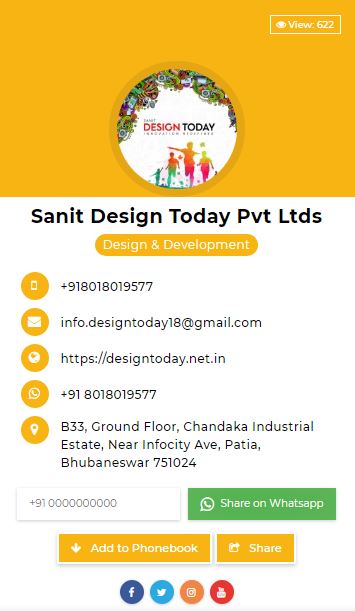 View: 622
SANIT
DESIGN TODAY
INNOVATION REDEFINED
Sanit Design Today Pvt Ltds
Design & Development
+918018019577
info.designtoday18@gmail.com
https://designtoday.net.in
+91 8018019577
B33, Ground Floor, Chandaka Industrial
Estate, Near Infocity Ave, Patia,
Bhubaneswar 751024
+91 0000000000
Share on Whatsapp
Add to Phonebook
Share